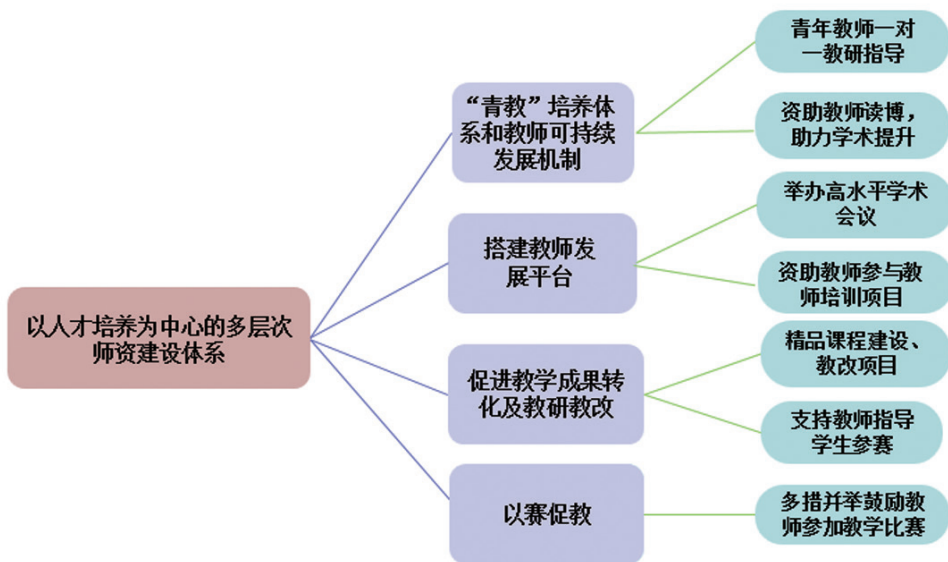 以人才培养为中心的多层次
师资建设体系
“青教”培养体
系和教师可持续
发展机制
青年教师一对
一教研指导
资助教师读博，
助力学术提升
搭建教师发
展平台
举办高水平学术
会议
资助教师参与教
师培训项目
促进教学成果转
化及教研教改
精品课程建设、
教改项目
支持教师指导
学生参赛
以赛促教
多措并举鼓励教
师参加教学比赛